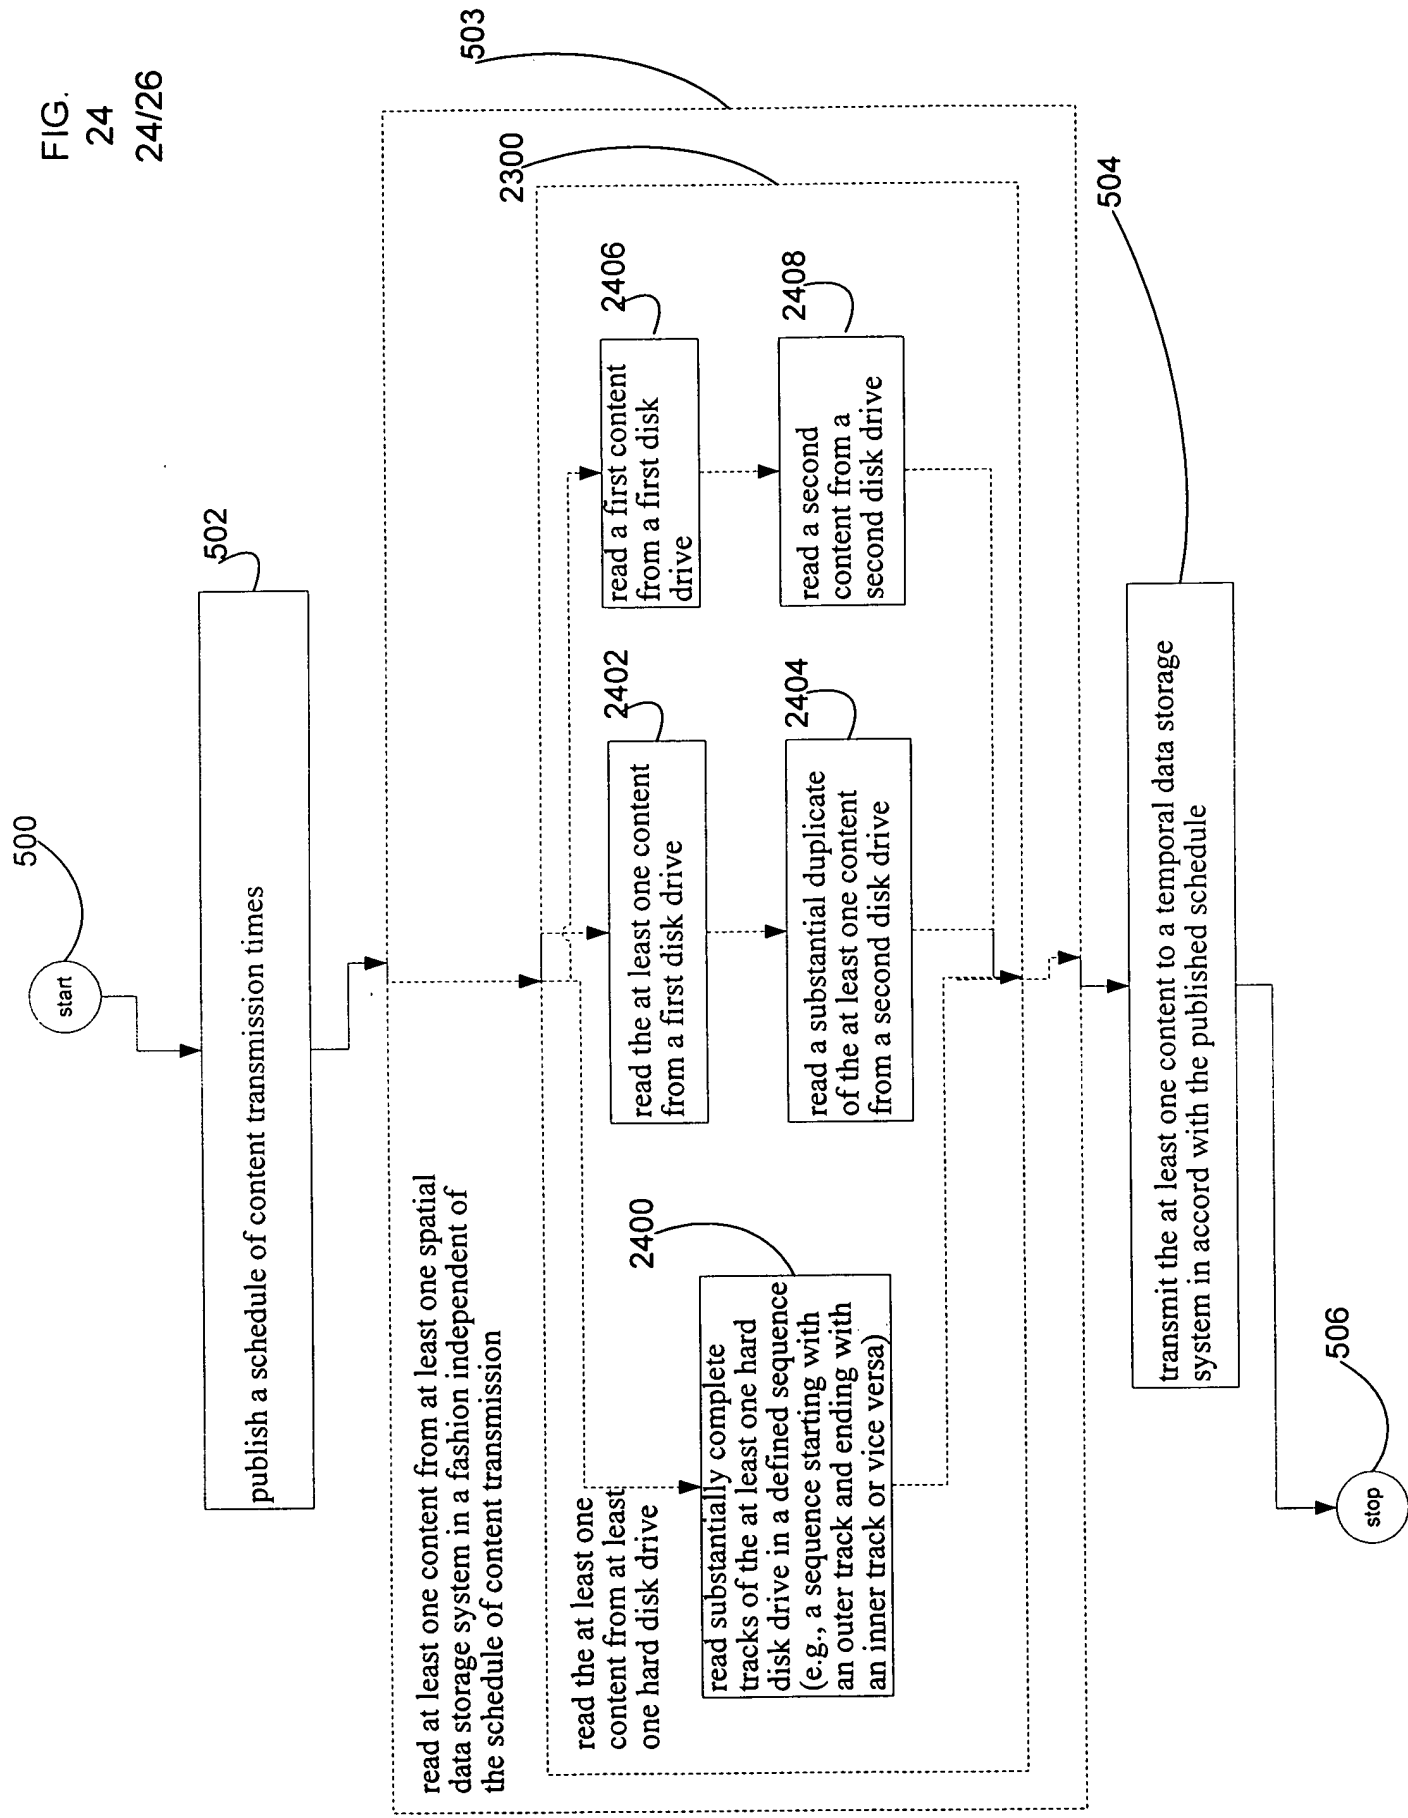 FIG.
24
24/26
500
start
502
publish a schedule of content transmission times
503
read at least one content from at least one spatial
data storage system in a fashion independent of
the schedule of content transmission
2300
read the at least one
content from at least
one hard disk drive
2400
read substantially complete
tracks of the at least one hard
disk drive in a defined sequence
(e.g., a sequence starting with
an outer track and ending with
an inner track or vice versa)
2402
read the at least one content
from a first disk drive
2404
read a substantial duplicate
of the at least one content
from a second disk drive
2406
read a first content
from a first disk
drive
2408
read a second
content from a
second disk drive
504
transmit the at least one content to a temporal data storage
system in accord with the published schedule
506
stop